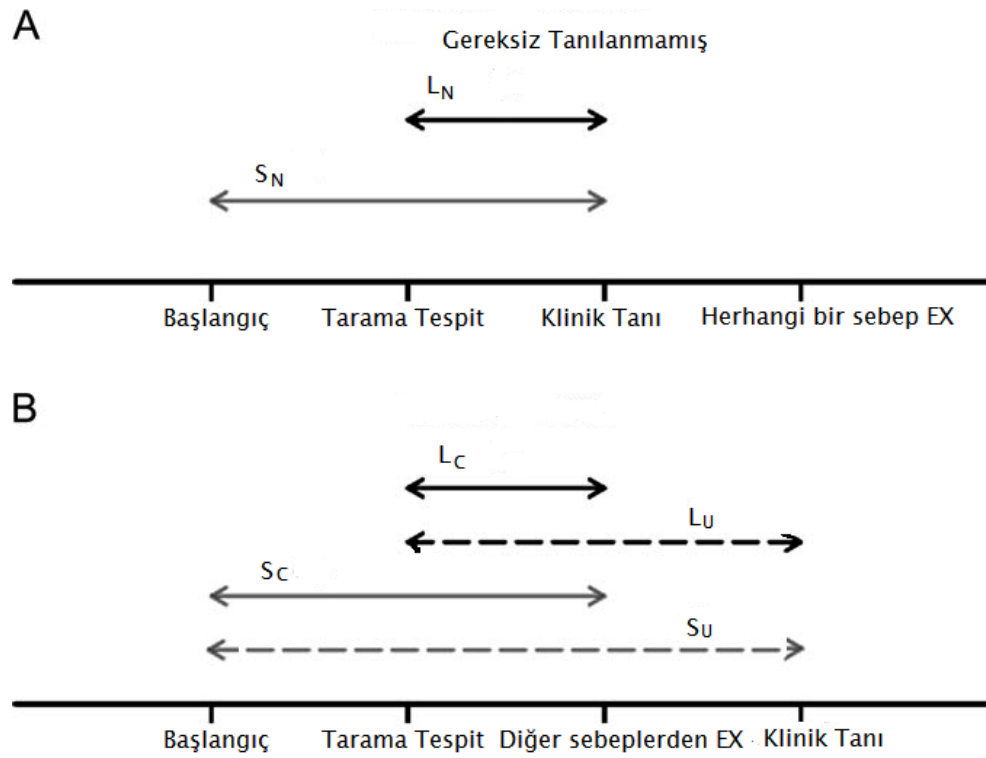 A
Gereksiz Tanılanmamış
LN
SN
Başlangıç Tarama Tespit Klinik Tanı Herhangi bir sebep EX
B
LC
LU
SC
SU
Başlangıç Tarama Tespit Diğer sebeplerden EX Klinik Tanı